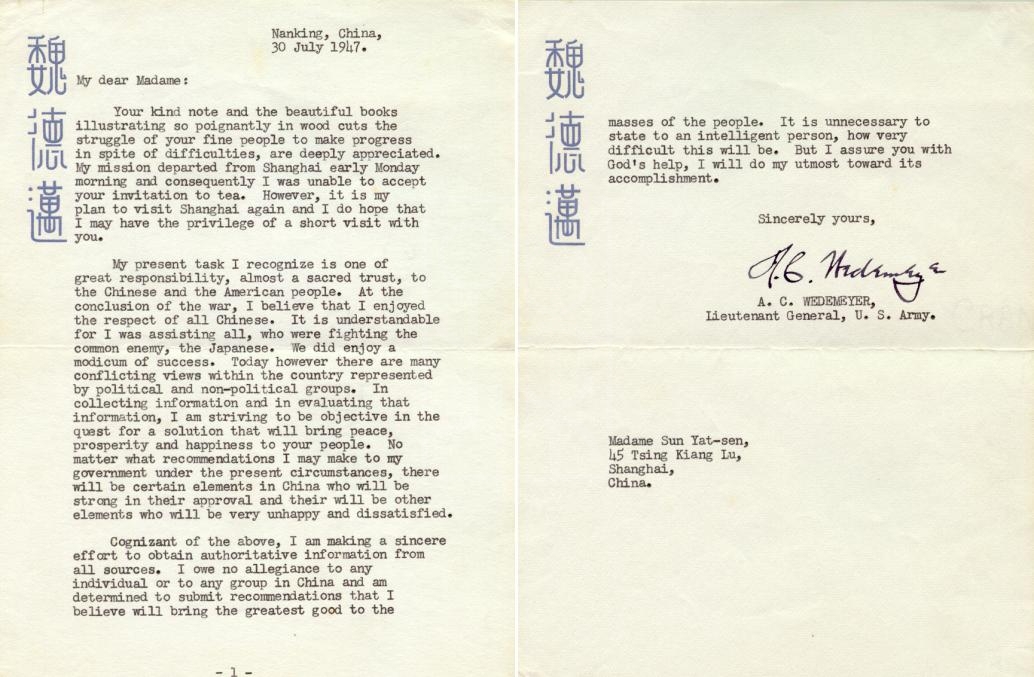 魏德邁
Nanking, China,
30 July 1947.
My dear Madame:
Your kind note and the beautiful books
illustrating so poignantly in wood cuts the
struggle of your fine people to make progress
in spite of difficulties, are deeply appreciated.
My mission departed from Shanghai early Monday
morning and consequently I was unable to accept
your invitation to tea. However, it is my
plan to visit Shanghai again and I do hope that
I may have the privilege of a short visit with
you.
My present task I recognize is one of
great responsibility, almost a sacred trust, to
the Chinese and the American people. At the
conclusion of the war, I believe that I enjoyed
the respect of all Chinese. It is understandable
for I was assisting all, who were fighting the
common enemy, the Japanese. We did enjoy a
modicum of success. Today however there are many
conflicting views within the country represented
by political and non-political groups. In
collecting information and in evaluating that
information, I am striving to be objective in the
quest for a solution that will bring peace,
prosperity and happiness to your people. No
matter what recommendations I may make to my
government under the present circumstances, there
will be certain elements in China who will be
strong in their approval and their will be other
elements who will be very unhappy and dissatisfied.
Cognizant of the above, I am making a sincere
effort to obtain authoritative information from
all sources. I owe no allegiance to any
individual or to any group in China and am
determined to submit recommendations that I
believe will bring the greatest good to the
- 1 -
魏德邁
masses of the people. It is unnecessary to
state to an intelligent person, how very
difficult this will be. But I assure you with
God's help, I will do my utmost toward its
accomplishment.
Sincerely yours,
A. C. Wedemeyer
A. C. WEDEMEYER,
Lieutenant General, U. S. Army.
Madame Sun Yat-sen,
45 Tsing Kiang Lu,
Shanghai,
China.